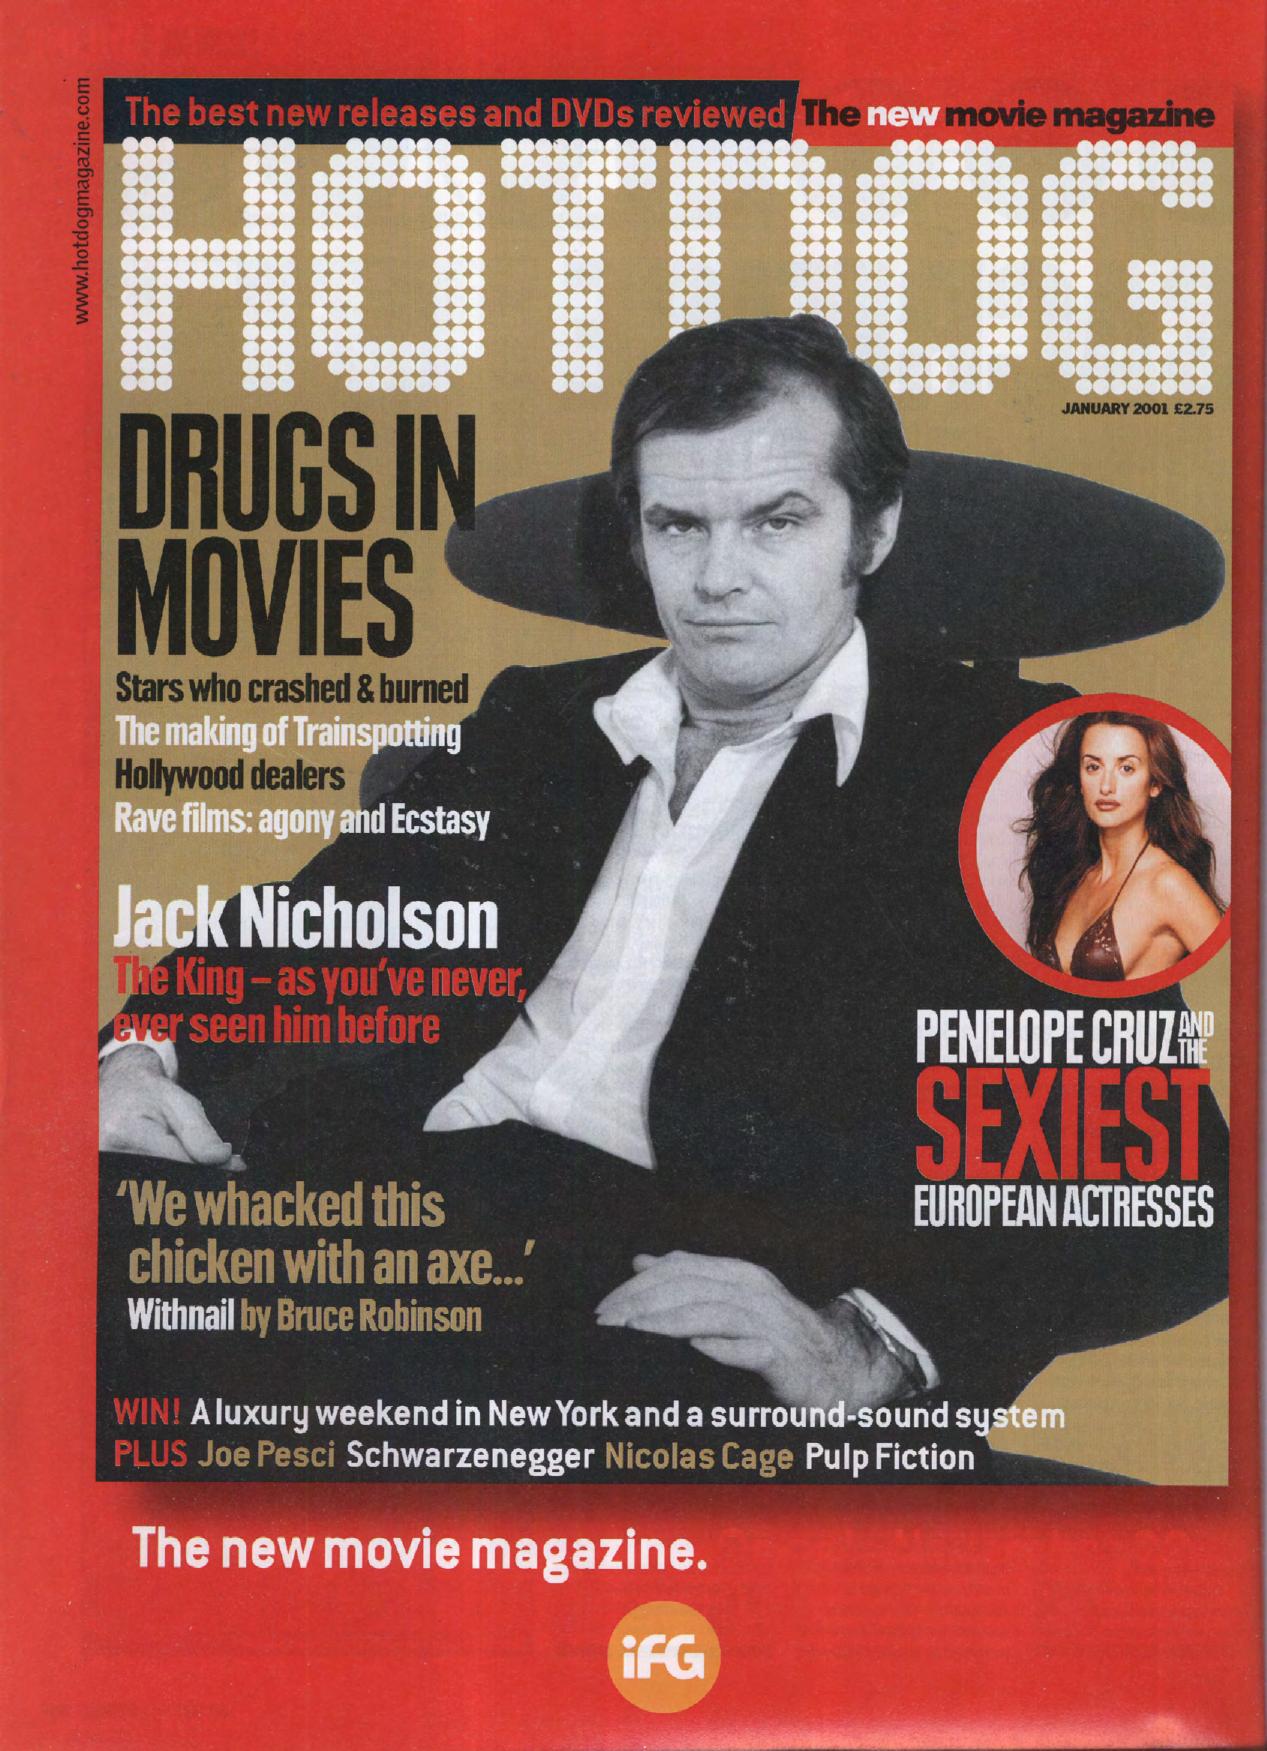 www.hotdogmagazine.com
The best new releases and DVDs reviewed
The new movie magazine
HOTDOG
JANUARY 2001 £2.75
DRUGS IN
MOVIES
Stars who crashed & burned
The making of Trainspotting
Hollywood dealers
Rave films: agony and Ecstasy
Jack Nicholson
The King – as you've never,
ever seen him before
PENELOPE CRUZ AND THE
SEXIEST
EUROPEAN ACTRESSES
'We whacked this
chicken with an axe...'
Withnail by Bruce Robinson
WIN! A luxury weekend in New York and a surround-sound system
PLUS Joe Pesci Schwarzenegger Nicolas Cage Pulp Fiction
The new movie magazine.
iFG